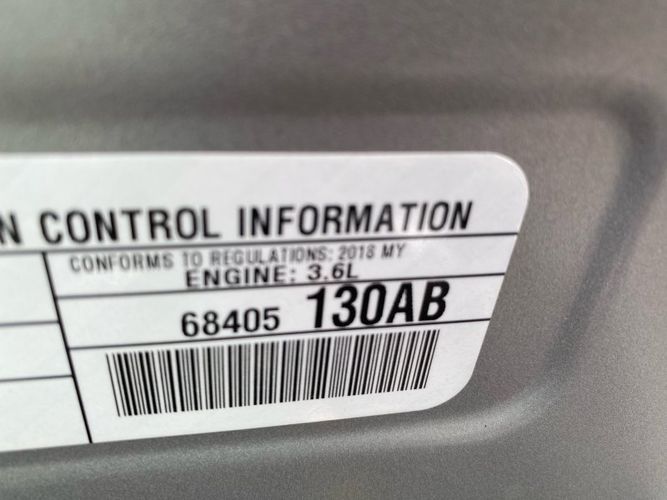 N CONTROL INFORMATION
CONFORMS TO REGULATIONS: 2018 MY
ENGINE: 3.6L
68405 130AB